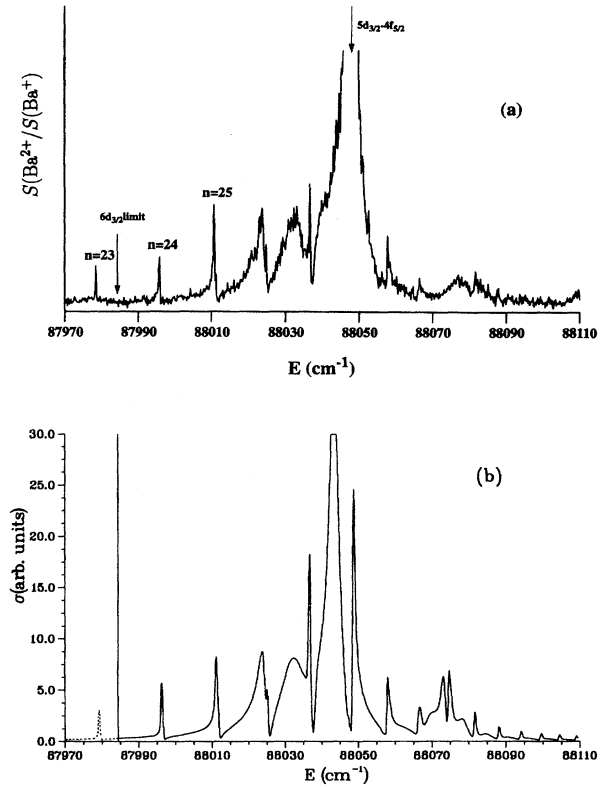 5d3/2-4f5/2
(a)
S(Ba2+/S(Ba+)
n=25
6d3/2limit
n=24
n=23
87970 87990 88010 88030 88050 88070 88090 88110
E (cm-1)
30.0
(b)
25.0
20.0
σ(arb. units)
15.0
10.0
5.0
0.0
87970 87990 88010 88030 88050 88070 88090 88110
E (cm-1)